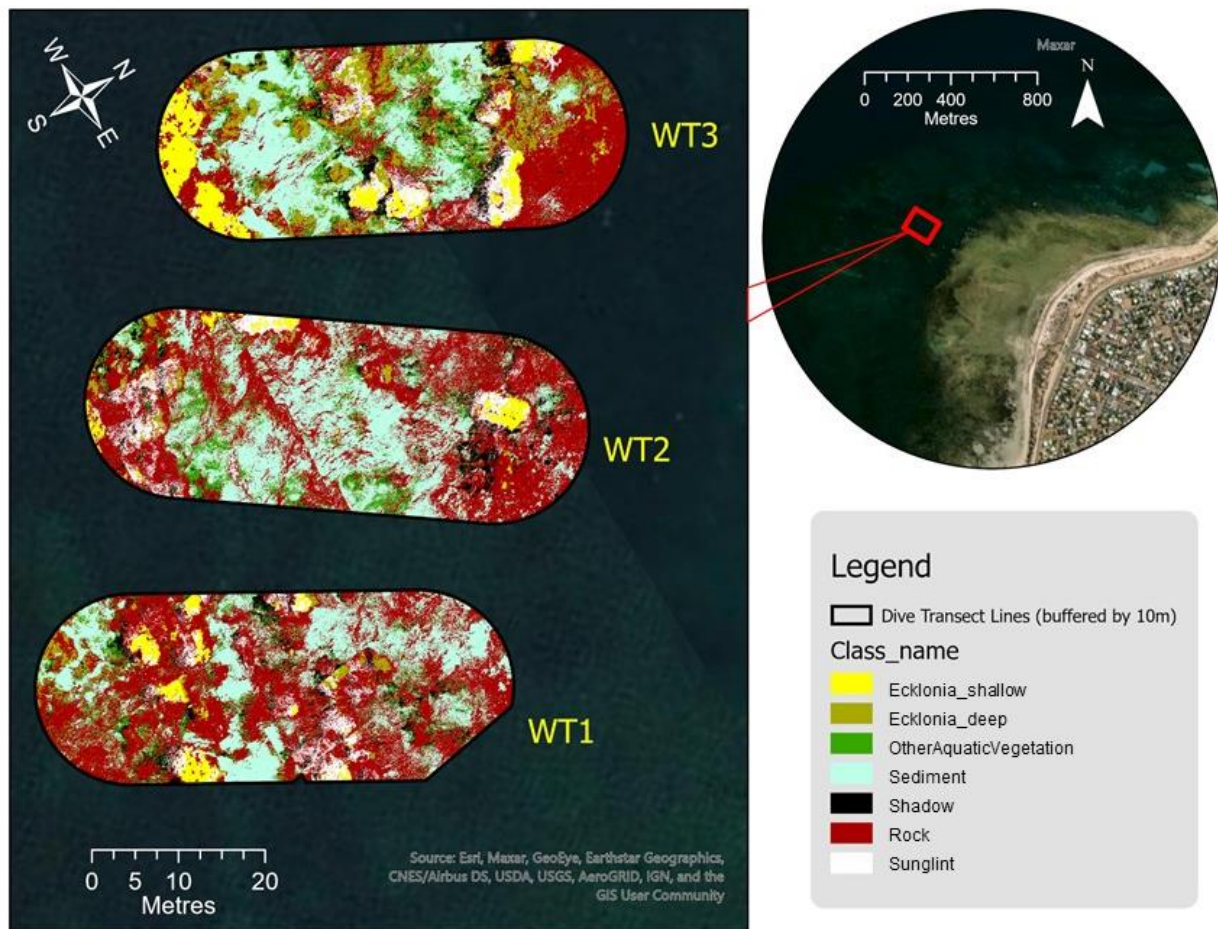 W
N
S
E
WT3
WT2
WT1
0 5 10 20
Metres
Source: Esri, Maxar, GeoEye, Earthstar Geographics,
CNES/Airbus DS, USDA, USGS, AeroGRID, IGN, and the
GIS User Community
Maxar
N
0 200 400 800
Metres
Legend
Dive Transect Lines (buffered by 10m)
Class_name
Ecklonia_shallow
Ecklonia_deep
OtherAquaticVegetation
Sediment
Shadow
Rock
Sunglint